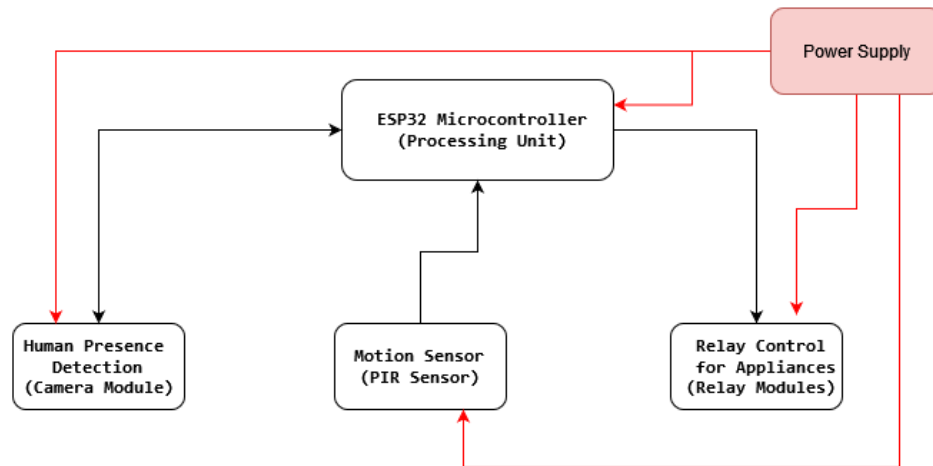 Power Supply
ESP32 Microcontroller
(Processing Unit)
Human Presence
Detection
(Camera Module)
Motion Sensor
(PIR Sensor)
Relay Control
for Appliances
(Relay Modules)